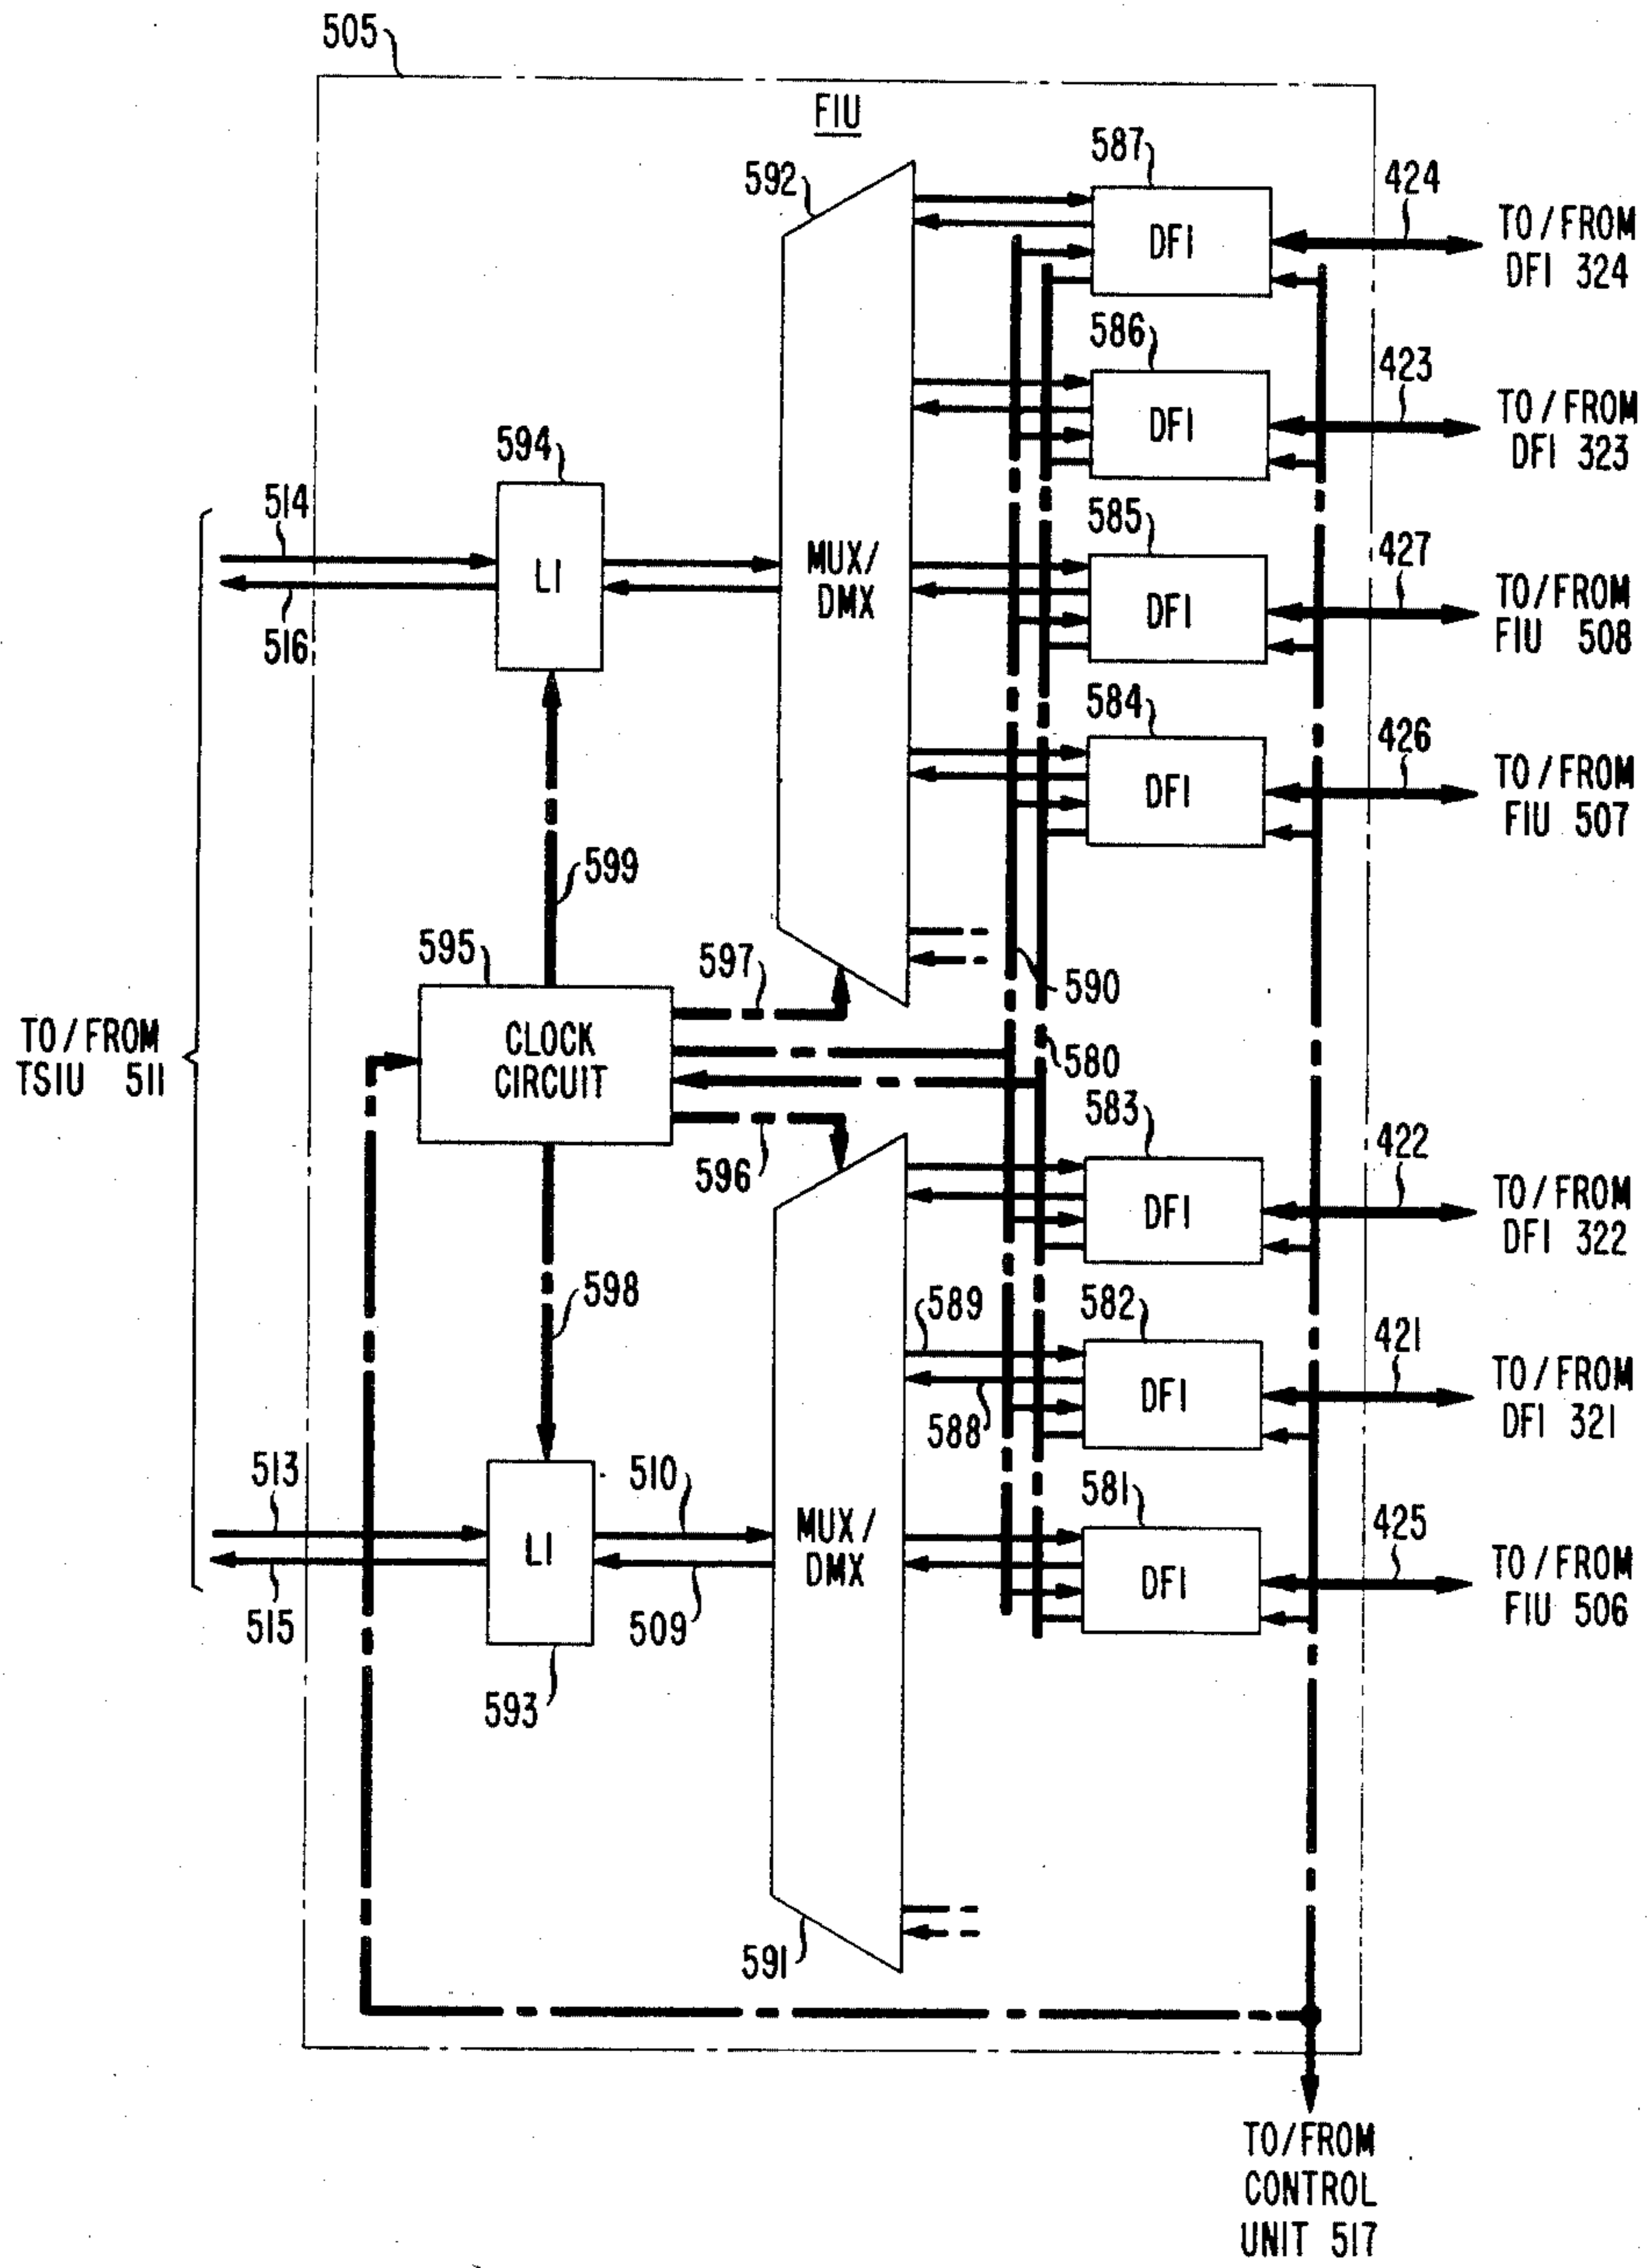 505
FIU
587
592
424
DFI
TO/FROM
DFI 324
586
423
DFI
TO/FROM
DFI 323
594
514
585
427
LI
MUX/
DMX
DFI
TO/FROM
FIU 508
516
584
426
DFI
TO/FROM
FIU 507
599
595
597
590
TO/FROM
TSIU 511
CLOCK
CIRCUIT
580
583
596
422
DFI
TO/FROM
DFI 322
598
589
582
421
DFI
TO/FROM
DFI 321
588
513
510
581
425
LI
MUX/
DMX
DFI
TO/FROM
FIU 506
515
509
593
591
TO/FROM
CONTROL
UNIT 517